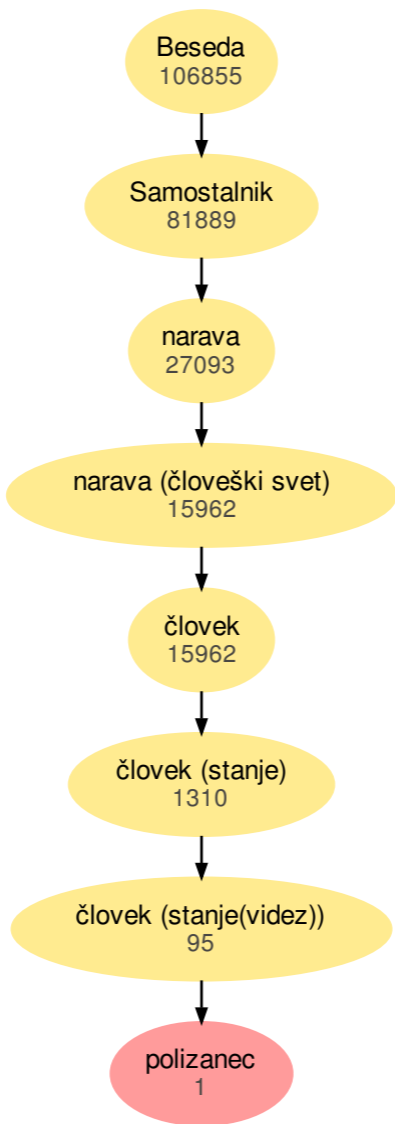 Beseda
106855
Samostalnik
81889
narava
27093
narava (človeški svet)
15962
človek
15962
človek (stanje)
1310
človek (stanje(videz))
95
polizanec
1